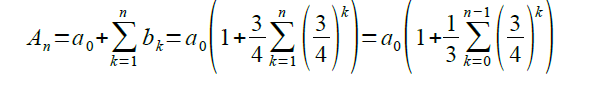 A_n = a_0 + \sum_{k=1}^{n} b_k = a_0 \left( 1 + \frac{3}{4} \sum_{k=1}^{n} \left( \frac{3}{4} \right)^k \right) = a_0 \left( 1 + \frac{1}{3} \sum_{k=0}^{n-1} \left( \frac{3}{4} \right)^k \right)